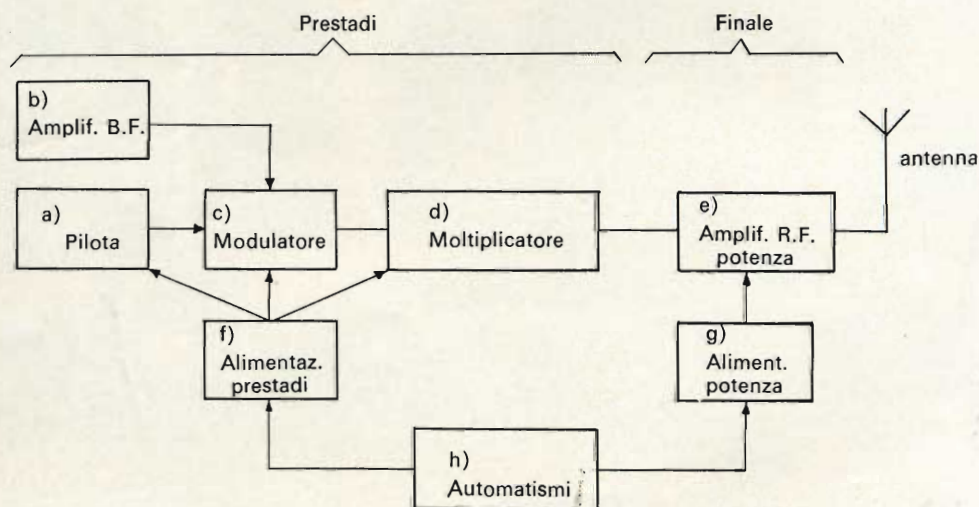 Prestadi
Finale
b)
Amplif. B.F.
antenna
a)
Pilota
c)
Modulatore
d)
Moltiplicatore
e)
Amplif. R.F.
potenza
f)
Alimentaz.
prestadi
g)
Aliment.
potenza
h)
Automatismi